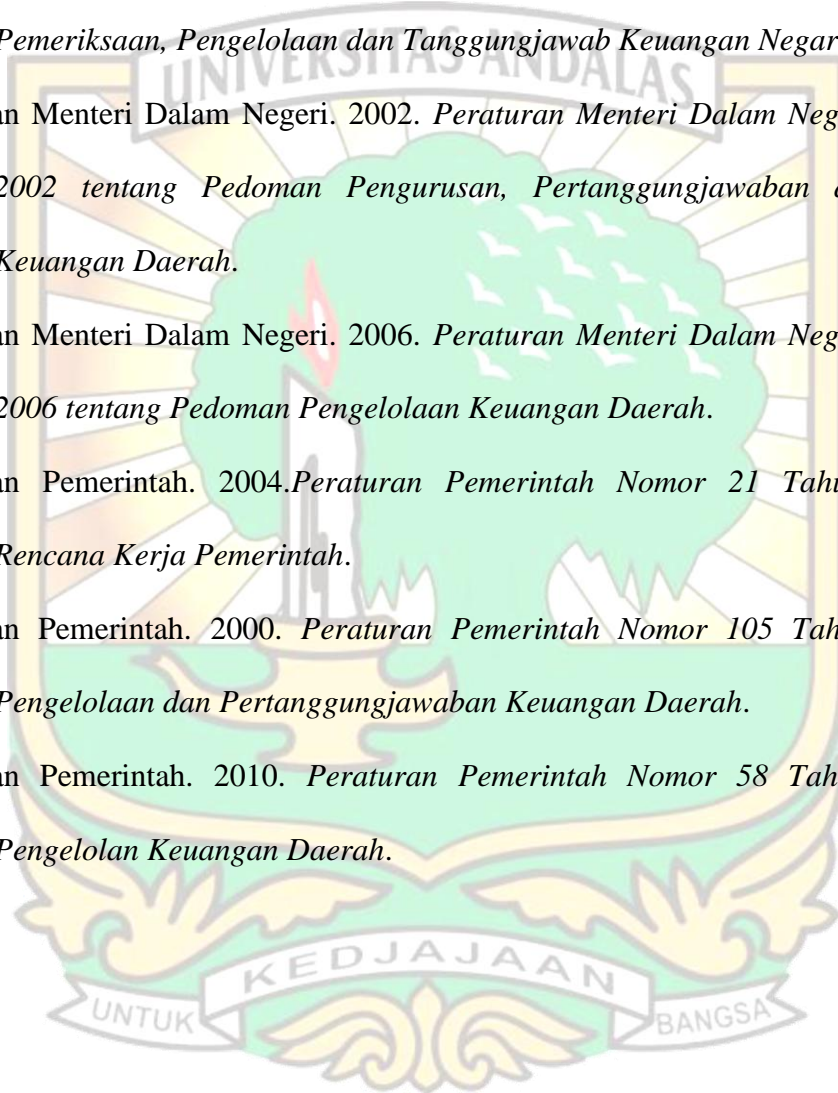 Pemeriksaan, Pengelolaan dan Tanggungjawab Keuangan Negar
UNIVERSITAS ANDALAS
an Menteri Dalam Negeri. 2002. Peraturan Menteri Dalam Neg
2002 tentang Pedoman Pengurusan, Pertanggungjawaban
Keuangan Daerah.
an Menteri Dalam Negeri. 2006. Peraturan Menteri Dalam Neg
2006 tentang Pedoman Pengelolaan Keuangan Daerah.
an Pemerintah. 2004.Peraturan Pemerintah Nomor 21 Tahu
Rencana Kerja Pemerintah.
an Pemerintah. 2000. Peraturan Pemerintah Nomor 105 Tah
Pengelolaan dan Pertanggungjawaban Keuangan Daerah.
an Pemerintah. 2010. Peraturan Pemerintah Nomor 58 Tah
Pengelolan Keuangan Daerah.
UNTUK KEDJAJAAN BANGSA